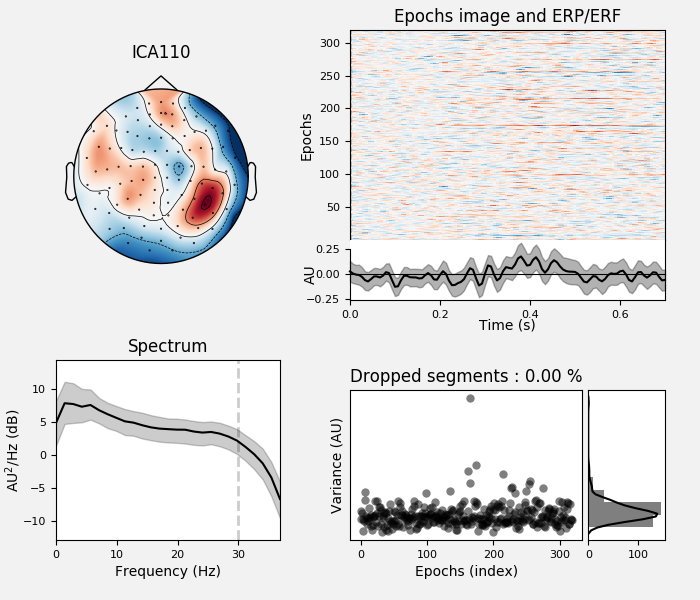 ICA110
Epochs image and ERP/ERF
Epochs
300
250
200
150
100
50
AU
0.25
0.00
−0.25
0.0 0.2 0.4 0.6
Time (s)
Spectrum
AU²/Hz (dB)
10
5
0
−5
−10
0 10 20 30
Frequency (Hz)
Dropped segments : 0.00 %
Variance (AU)
0 100 200 300
Epochs (index)
0 100